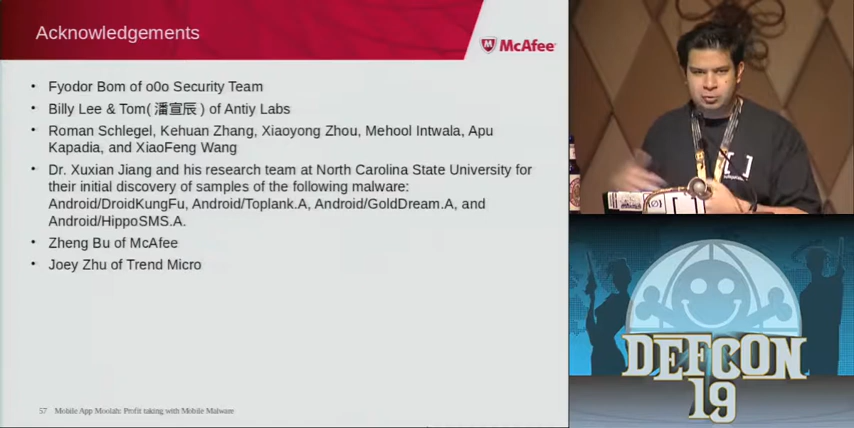 Acknowledgements
McAfee
• Fyodor Bom of o0o Security Team
• Billy Lee & Tom( 潘宣辰 ) of Antiy Labs
• Roman Schlegel, Kehuan Zhang, Xiaoyong Zhou, Mehool Intwala, Apu
Kapadia, and XiaoFeng Wang
• Dr. Xuxian Jiang and his research team at North Carolina State University for
their initial discovery of samples of the following malware:
Android/DroidKungFu, Android/Toplank.A, Android/GoldDream.A, and
Android/HippoSMS.A.
• Zheng Bu of McAfee
• Joey Zhu of Trend Micro
57 Mobile App Moolah: Profit taking with Mobile Malware
DEFCON
19